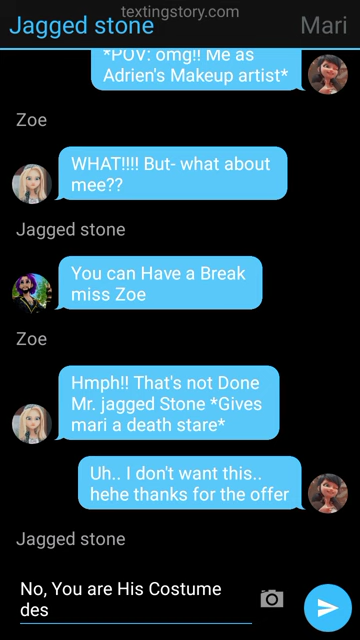 textingstory.com
Jagged stone
Mari
*POV: omg!! Me as
Adrien's Makeup artist*
Zoe
WHAT!!!! But- what about
mee??
Jagged stone
You can Have a Break
miss Zoe
Zoe
Hmph!! That's not Done
Mr. jagged Stone *Gives
mari a death stare*
Uh.. I don't want this..
hehe thanks for the offer
Jagged stone
No, You are His Costume
des